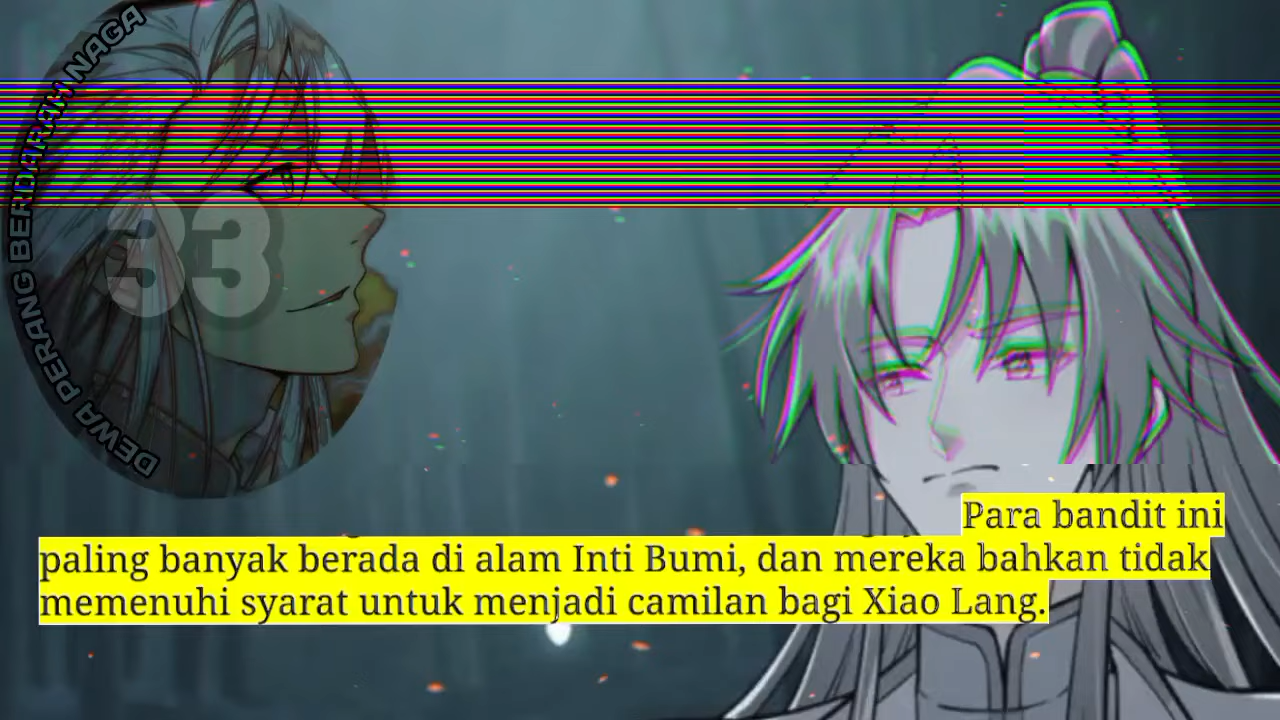 DEWA PERANG BERDARAH NAGA
33
Para bandit ini
paling banyak berada di alam Inti Bumi, dan mereka bahkan tidak
memenuhi syarat untuk menjadi camilan bagi Xiao Lang.